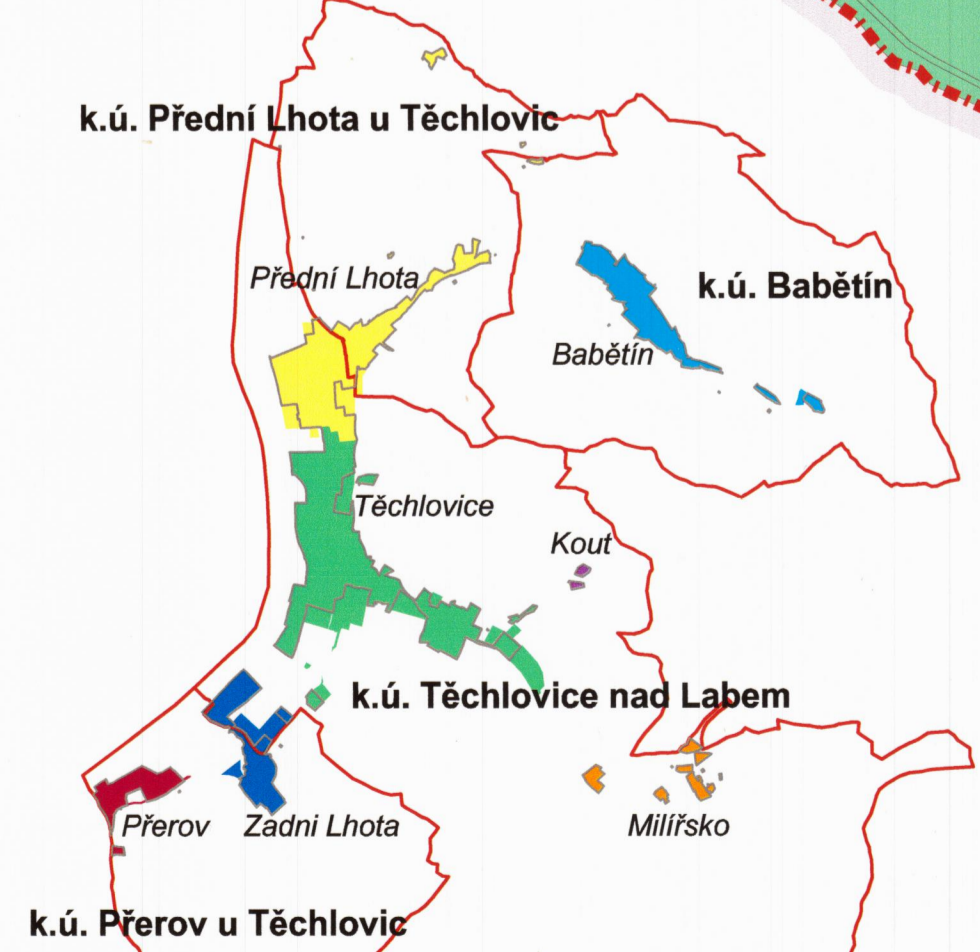 k.ú. Přední Lhota u Těchlovic
Přední Lhota
k.ú. Babětín
Babětín
Těchlovice
Kout
k.ú. Těchlovice nad Labem
Přerov
Zadni Lhota
Milířsko
k.ú. Přerov u Těchlovic